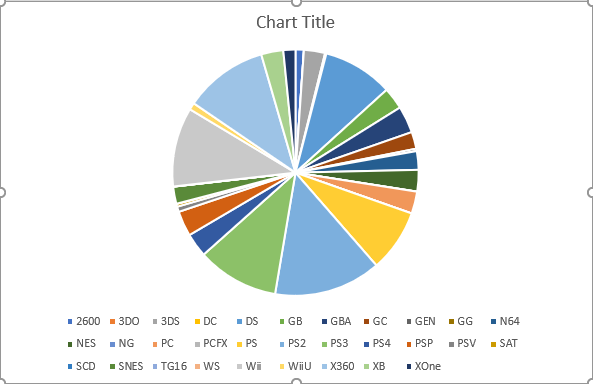 Chart Title
2600 3DO 3DS DC DS GB GBA GC GEN GG N64
NES NG PC PCFX PS PS2 PS3 PS4 PSP PSV SAT
SCD SNES TG16 WS Wii WiiU X360 XB XOne